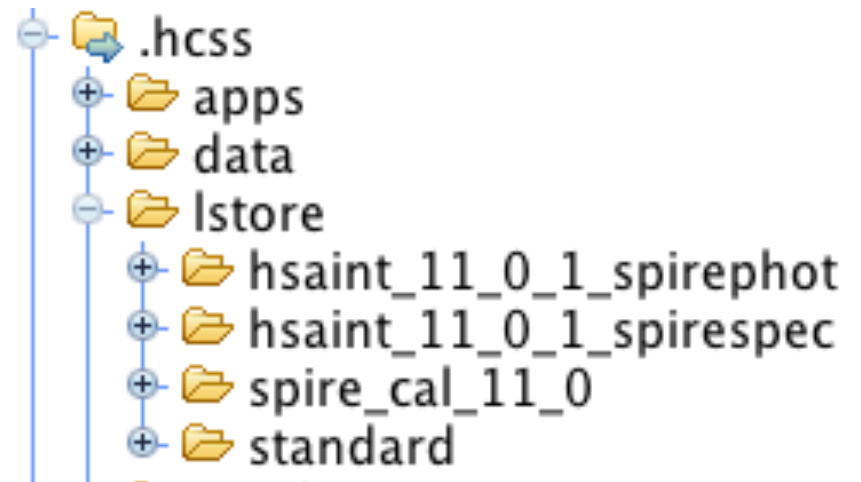 .hcss
apps
data
lstore
hsaint_11_0_1_spirephot
hsaint_11_0_1_spirespec
spire_cal_11_0
standard